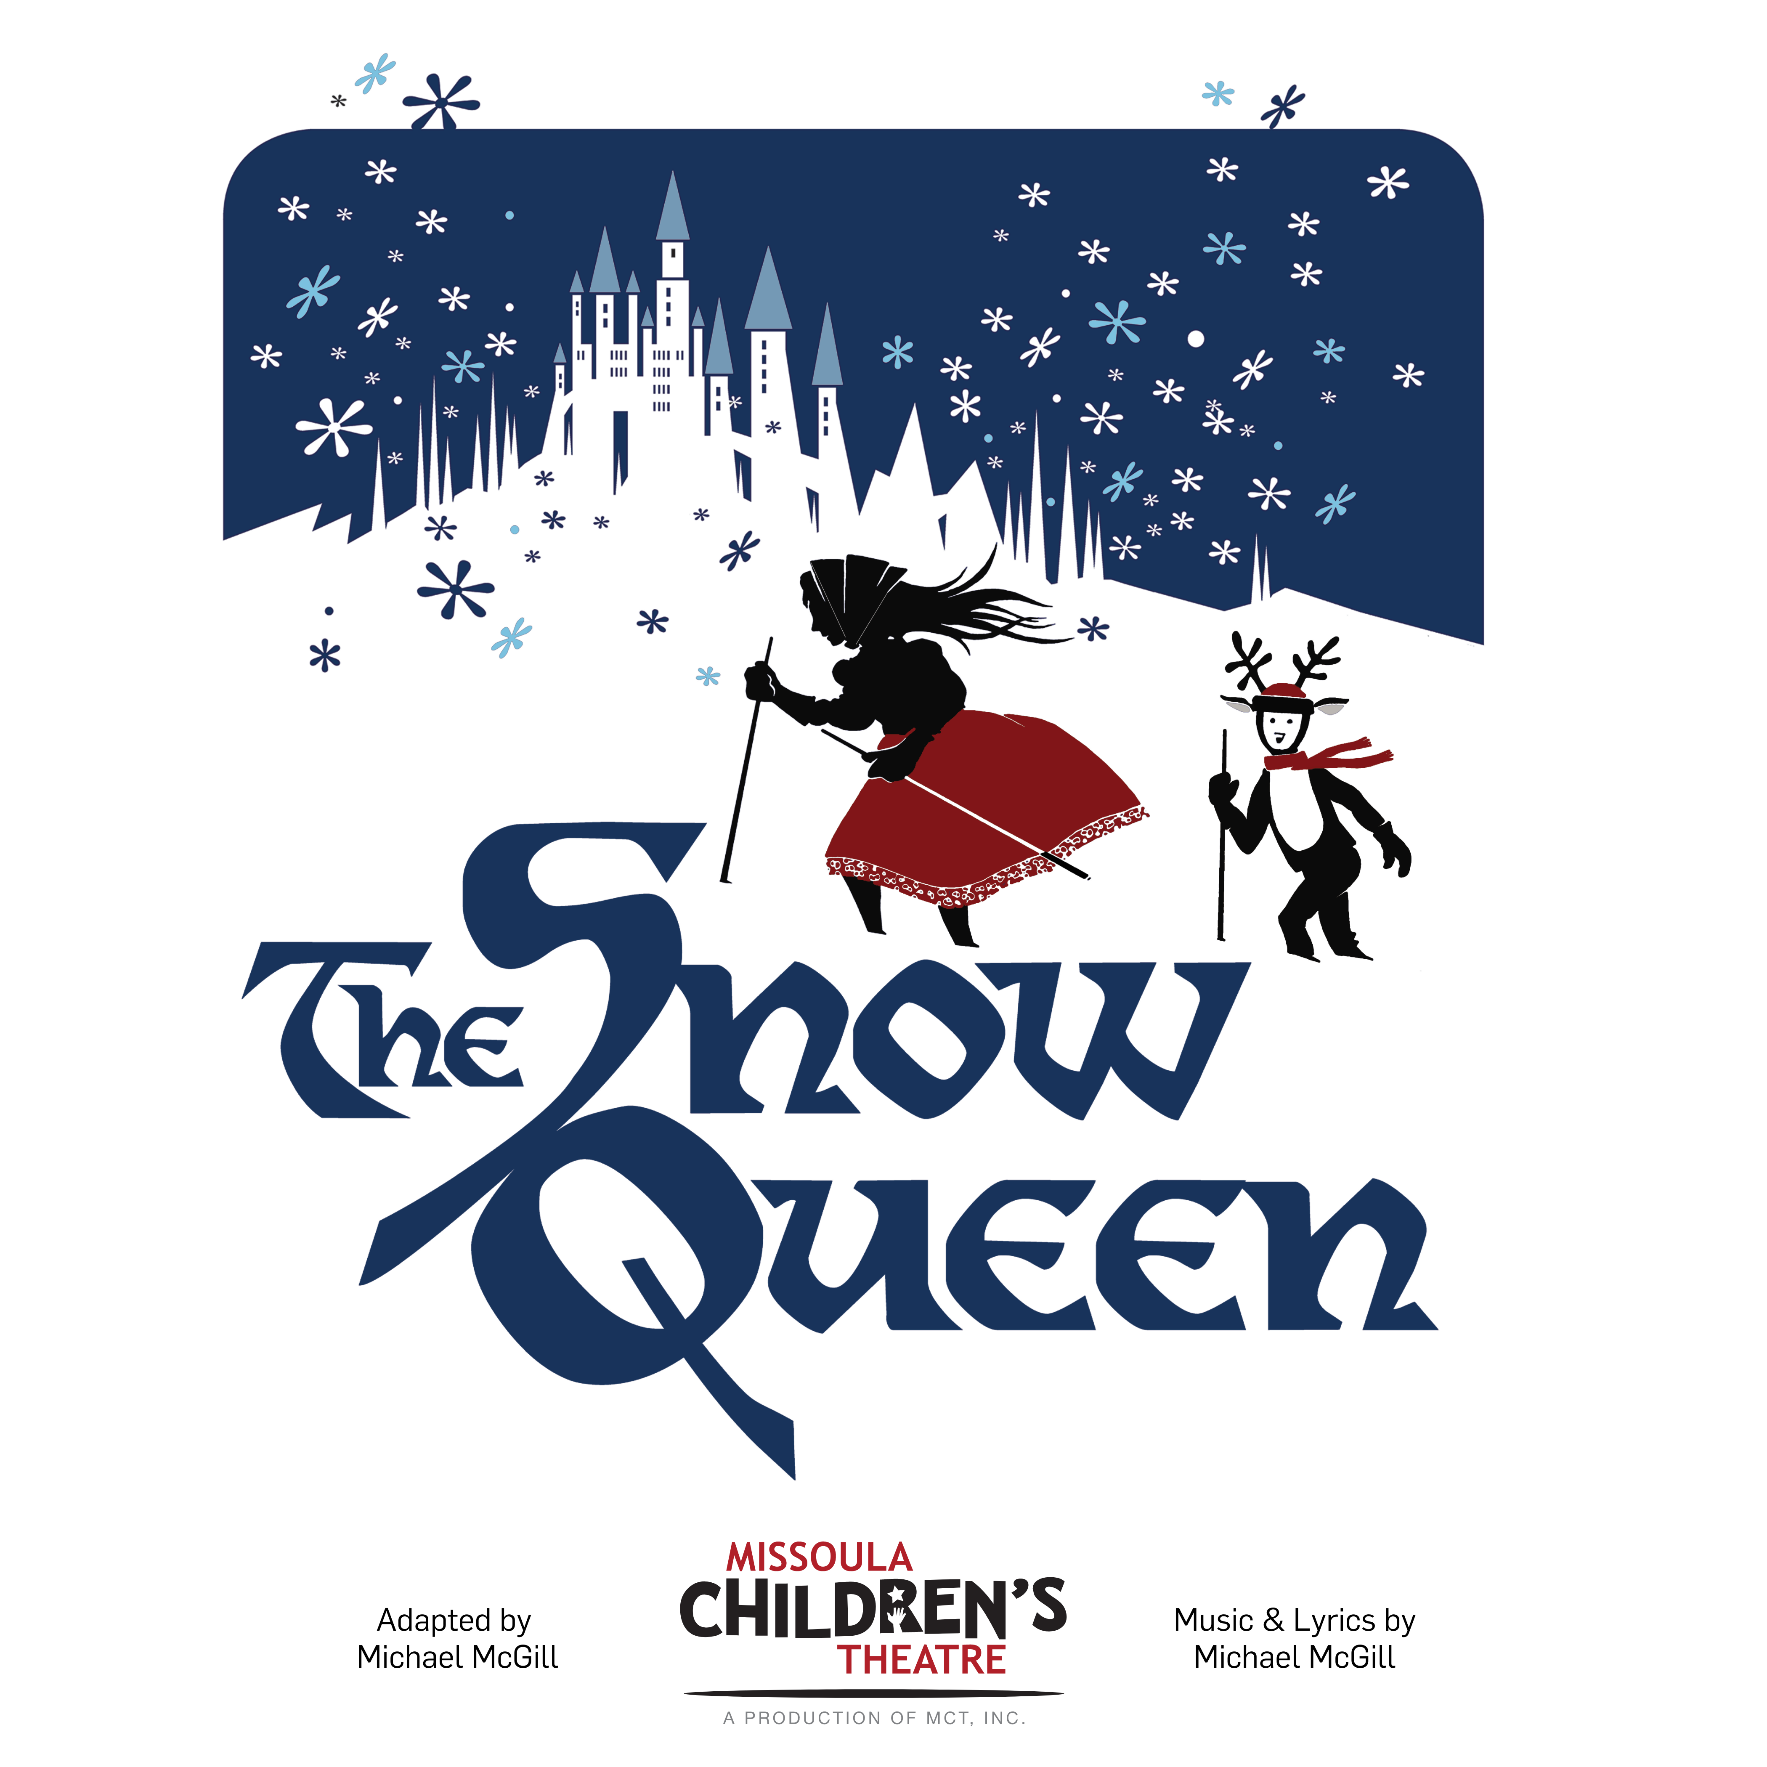 The Snow
Queen
MISSOULA
CHILDREN'S
THEATRE
A PRODUCTION OF MCT, INC.
Adapted by
Michael McGill
Music & Lyrics by
Michael McGill